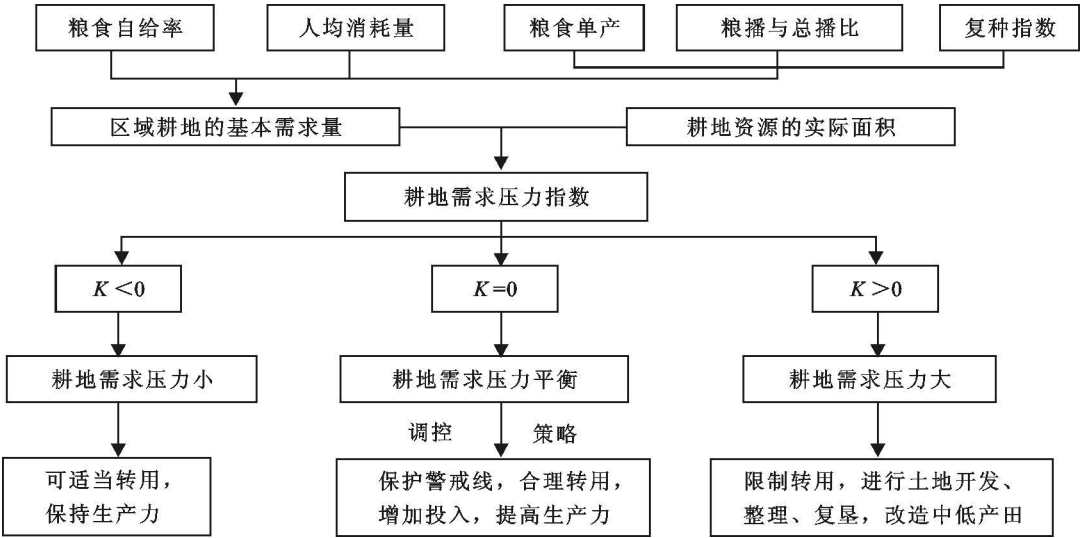 粮食自给率
人均消耗量
粮食单产
粮播与总播比
复种指数
区域耕地的基本需求量
耕地资源的实际面积
耕地需求压力指数
K＜0
K=0
K＞0
耕地需求压力小
耕地需求压力平衡
耕地需求压力大
调控
策略
可适当转用，
保持生产力
保护警戒线，合理转用，
增加投入，提高生产力
限制转用，进行土地开发、
整理、复垦，改造中低产田